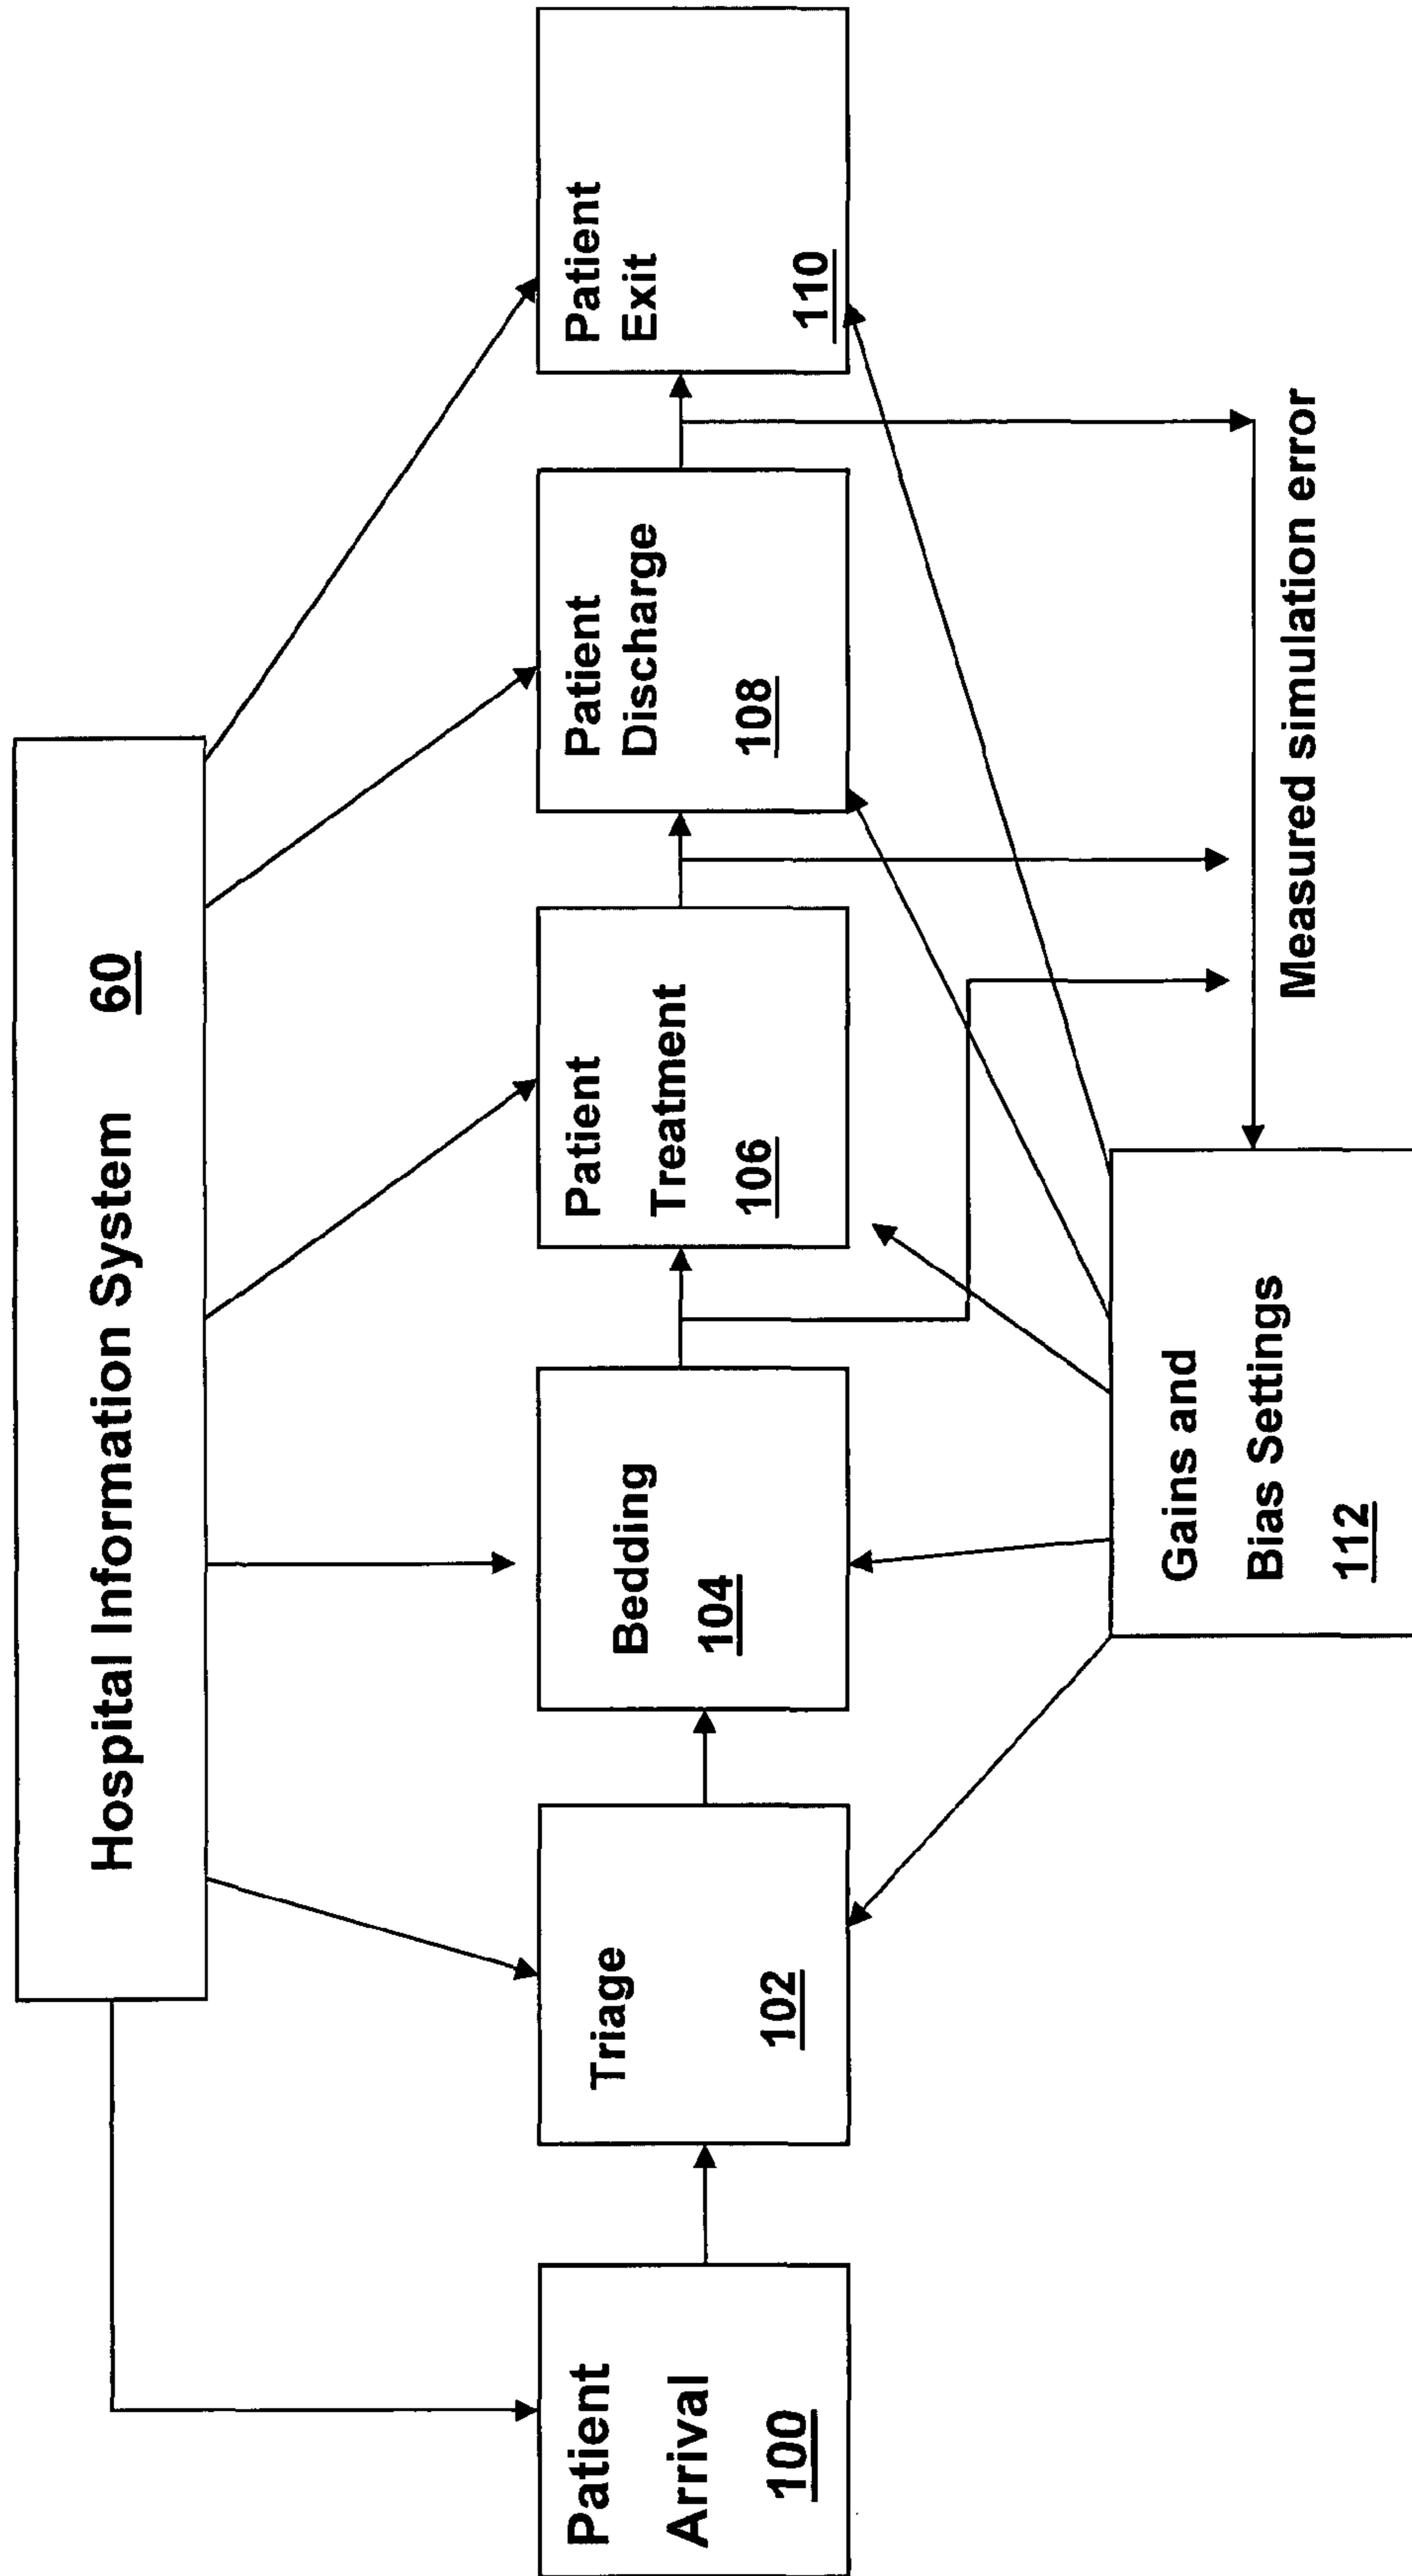 Hospital Information System 60
Patient
Arrival
100
Triage
102
Bedding
104
Patient
Treatment
106
Patient
Discharge
108
Patient
Exit
110
Gains and
Bias Settings
112
Measured simulation error